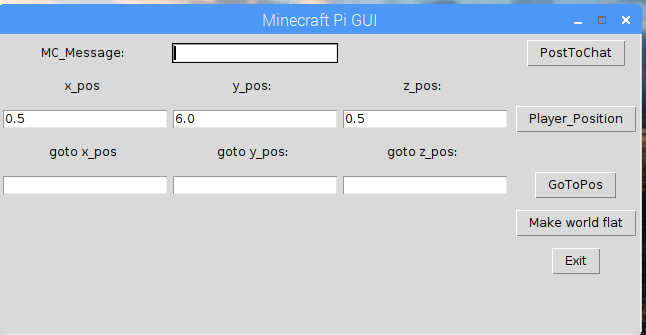 Minecraft Pi GUI
MC_Message: PostToChat
x_pos y_pos: z_pos:
0.5 6.0 0.5 Player_Position
goto x_pos goto y_pos: goto z_pos:
GoToPos
Make world flat
Exit